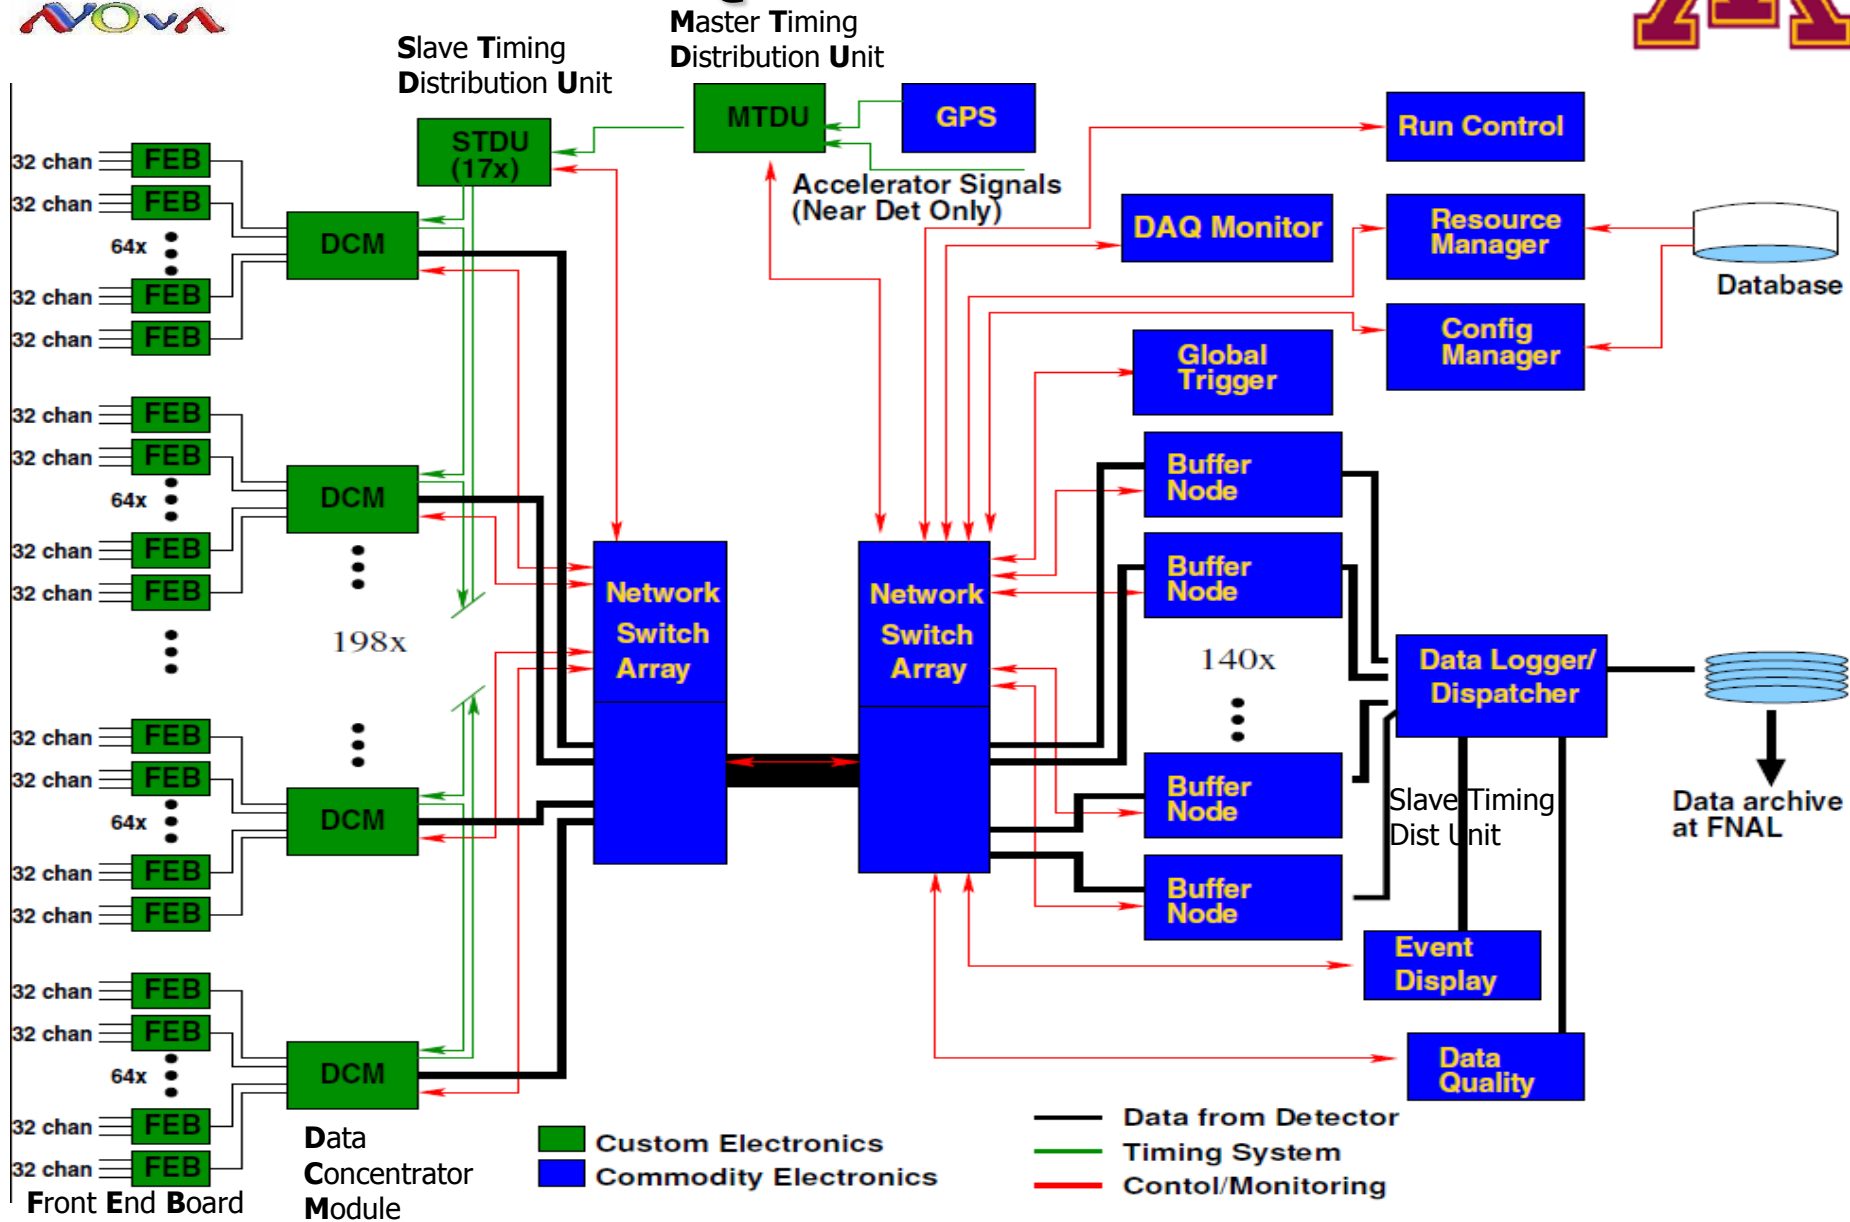 NOνA
Slave Timing
Distribution Unit
Master Timing
Distribution Unit
STDU
(17x)
MTDU
GPS
Accelerator Signals
(Near Det Only)
Run Control
DAQ Monitor
Resource
Manager
Database
Config
Manager
Global
Trigger
32 chan
FEB
32 chan
FEB
64x
32 chan
FEB
32 chan
FEB
DCM
32 chan
FEB
32 chan
FEB
64x
32 chan
FEB
32 chan
FEB
DCM
198x
32 chan
FEB
32 chan
FEB
64x
32 chan
FEB
32 chan
FEB
DCM
32 chan
FEB
32 chan
FEB
64x
32 chan
FEB
32 chan
FEB
DCM
Front End Board
Data
Concentrator
Module
Network
Switch
Array
Network
Switch
Array
Buffer
Node
Buffer
Node
140x
Buffer
Node
Buffer
Node
Data Logger/
Dispatcher
Slave Timing
Dist Unit
Data archive
at FNAL
Event
Display
Data
Quality
Custom Electronics
Commodity Electronics
Data from Detector
Timing System
Contol/Monitoring